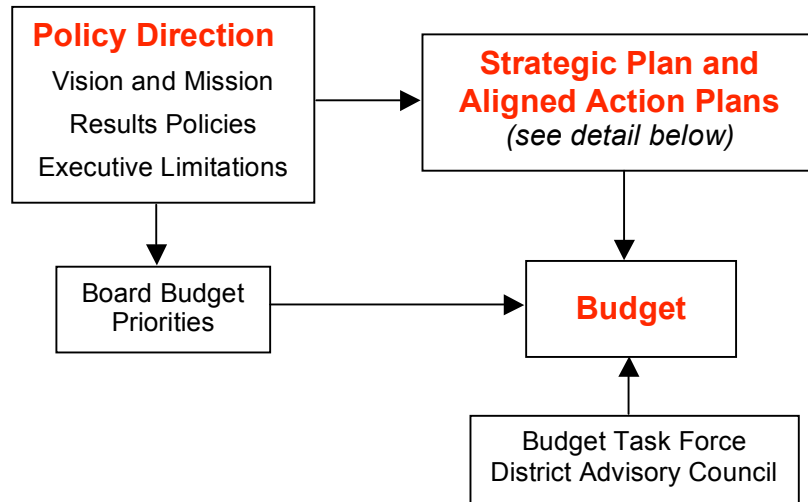 Policy Direction
Vision and Mission
Results Policies
Executive Limitations
Strategic Plan and
Aligned Action Plans
(see detail below)
Board Budget
Priorities
Budget
Budget Task Force
District Advisory Council